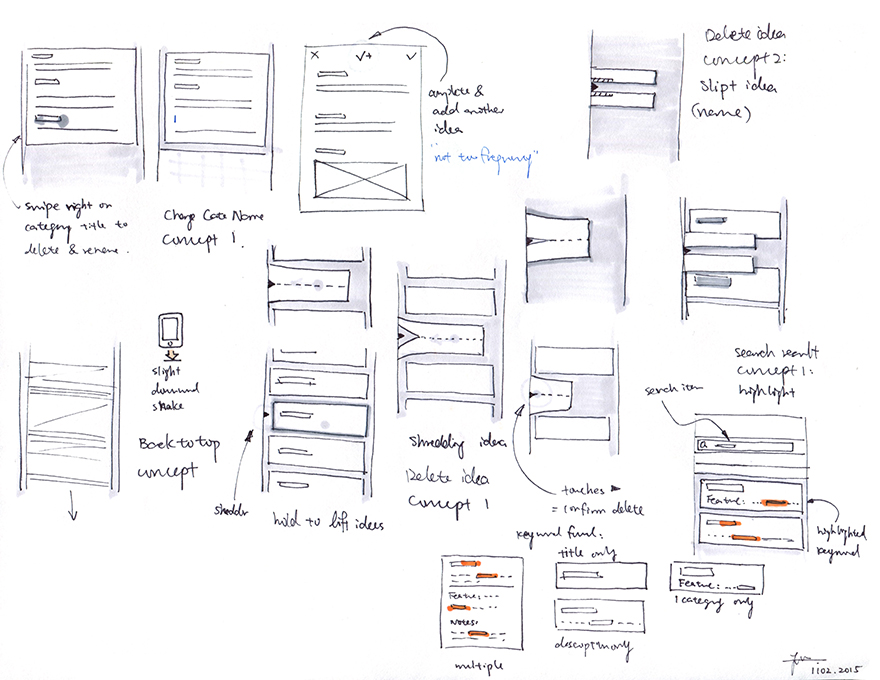 Delete idea
concept 2:
Slipt idea
(name)
complete &
add another
idea
"not too frequency"
swipe right on
category title to
delete & rename.
Change Cate Name
Concept 1.
slight
downward
shake
Back to top
concept
shredder
hold to lift ideas
Shredding idea
Delete idea
Concept 1
touches ▶
= confirm delete
search result
concept 1:
highlight
search item
a
Feature:
highlighted
keyword
keyword found:
title only
Feature:
Notes:
multiple
description only
Feature:
1 category only
1102.2015